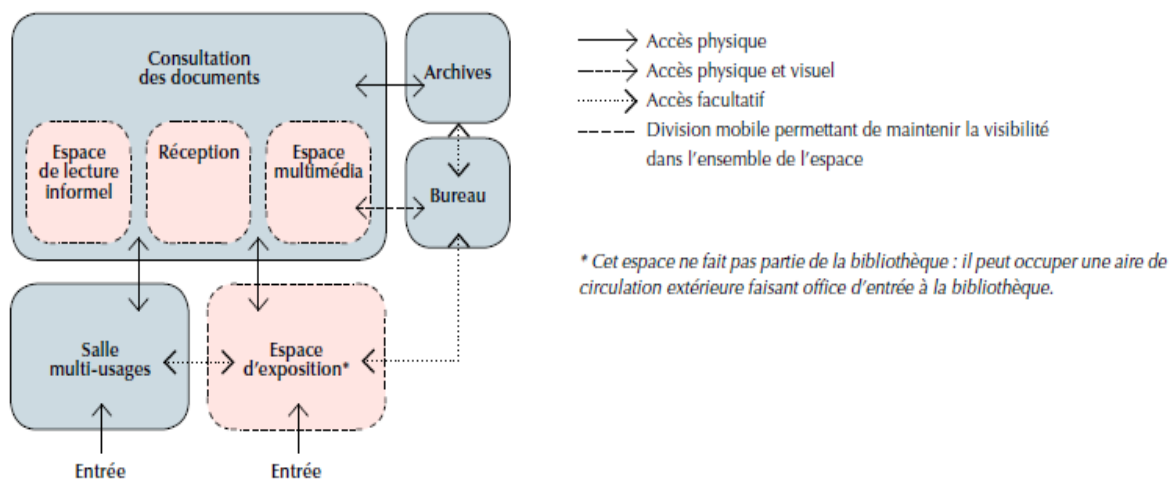 Consultation
des documents
Archives
Espace
de lecture
informel
Réception
Espace
multimédia
Bureau
Salle
multi-usages
Espace
d'exposition*
Entrée
Entrée
Accès physique
Accès physique et visuel
Accès facultatif
Division mobile permettant de maintenir la visibilité
dans l'ensemble de l'espace
* Cet espace ne fait pas partie de la bibliothèque : il peut occuper une aire de
circulation extérieure faisant office d'entrée à la bibliothèque.